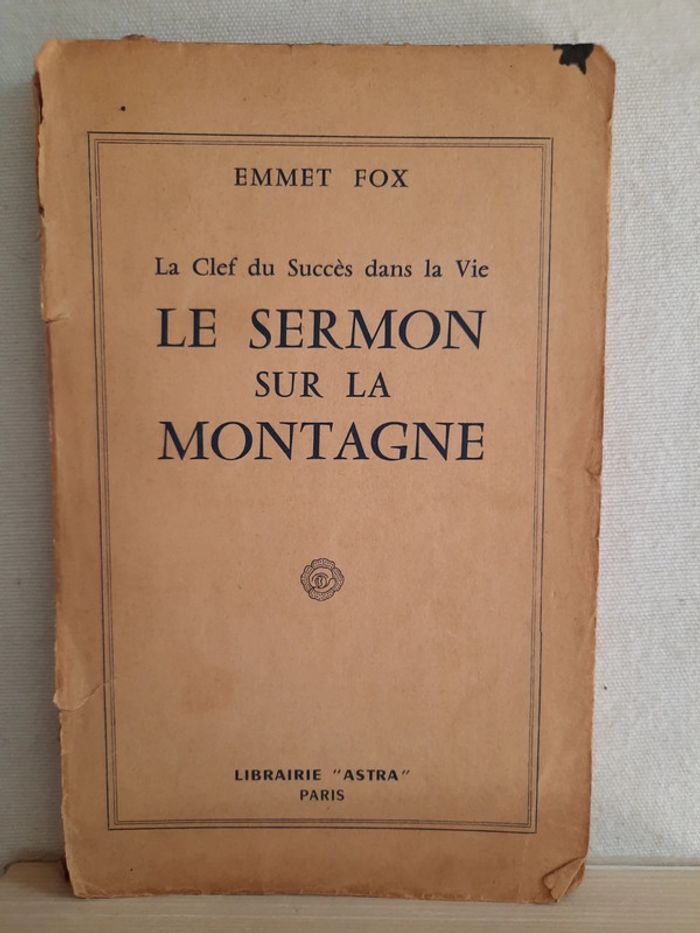 EMMET FOX
La Clef du Succès dans la Vie
LE SERMON
SUR LA
MONTAGNE
LIBRAIRIE "ASTRA"
PARIS